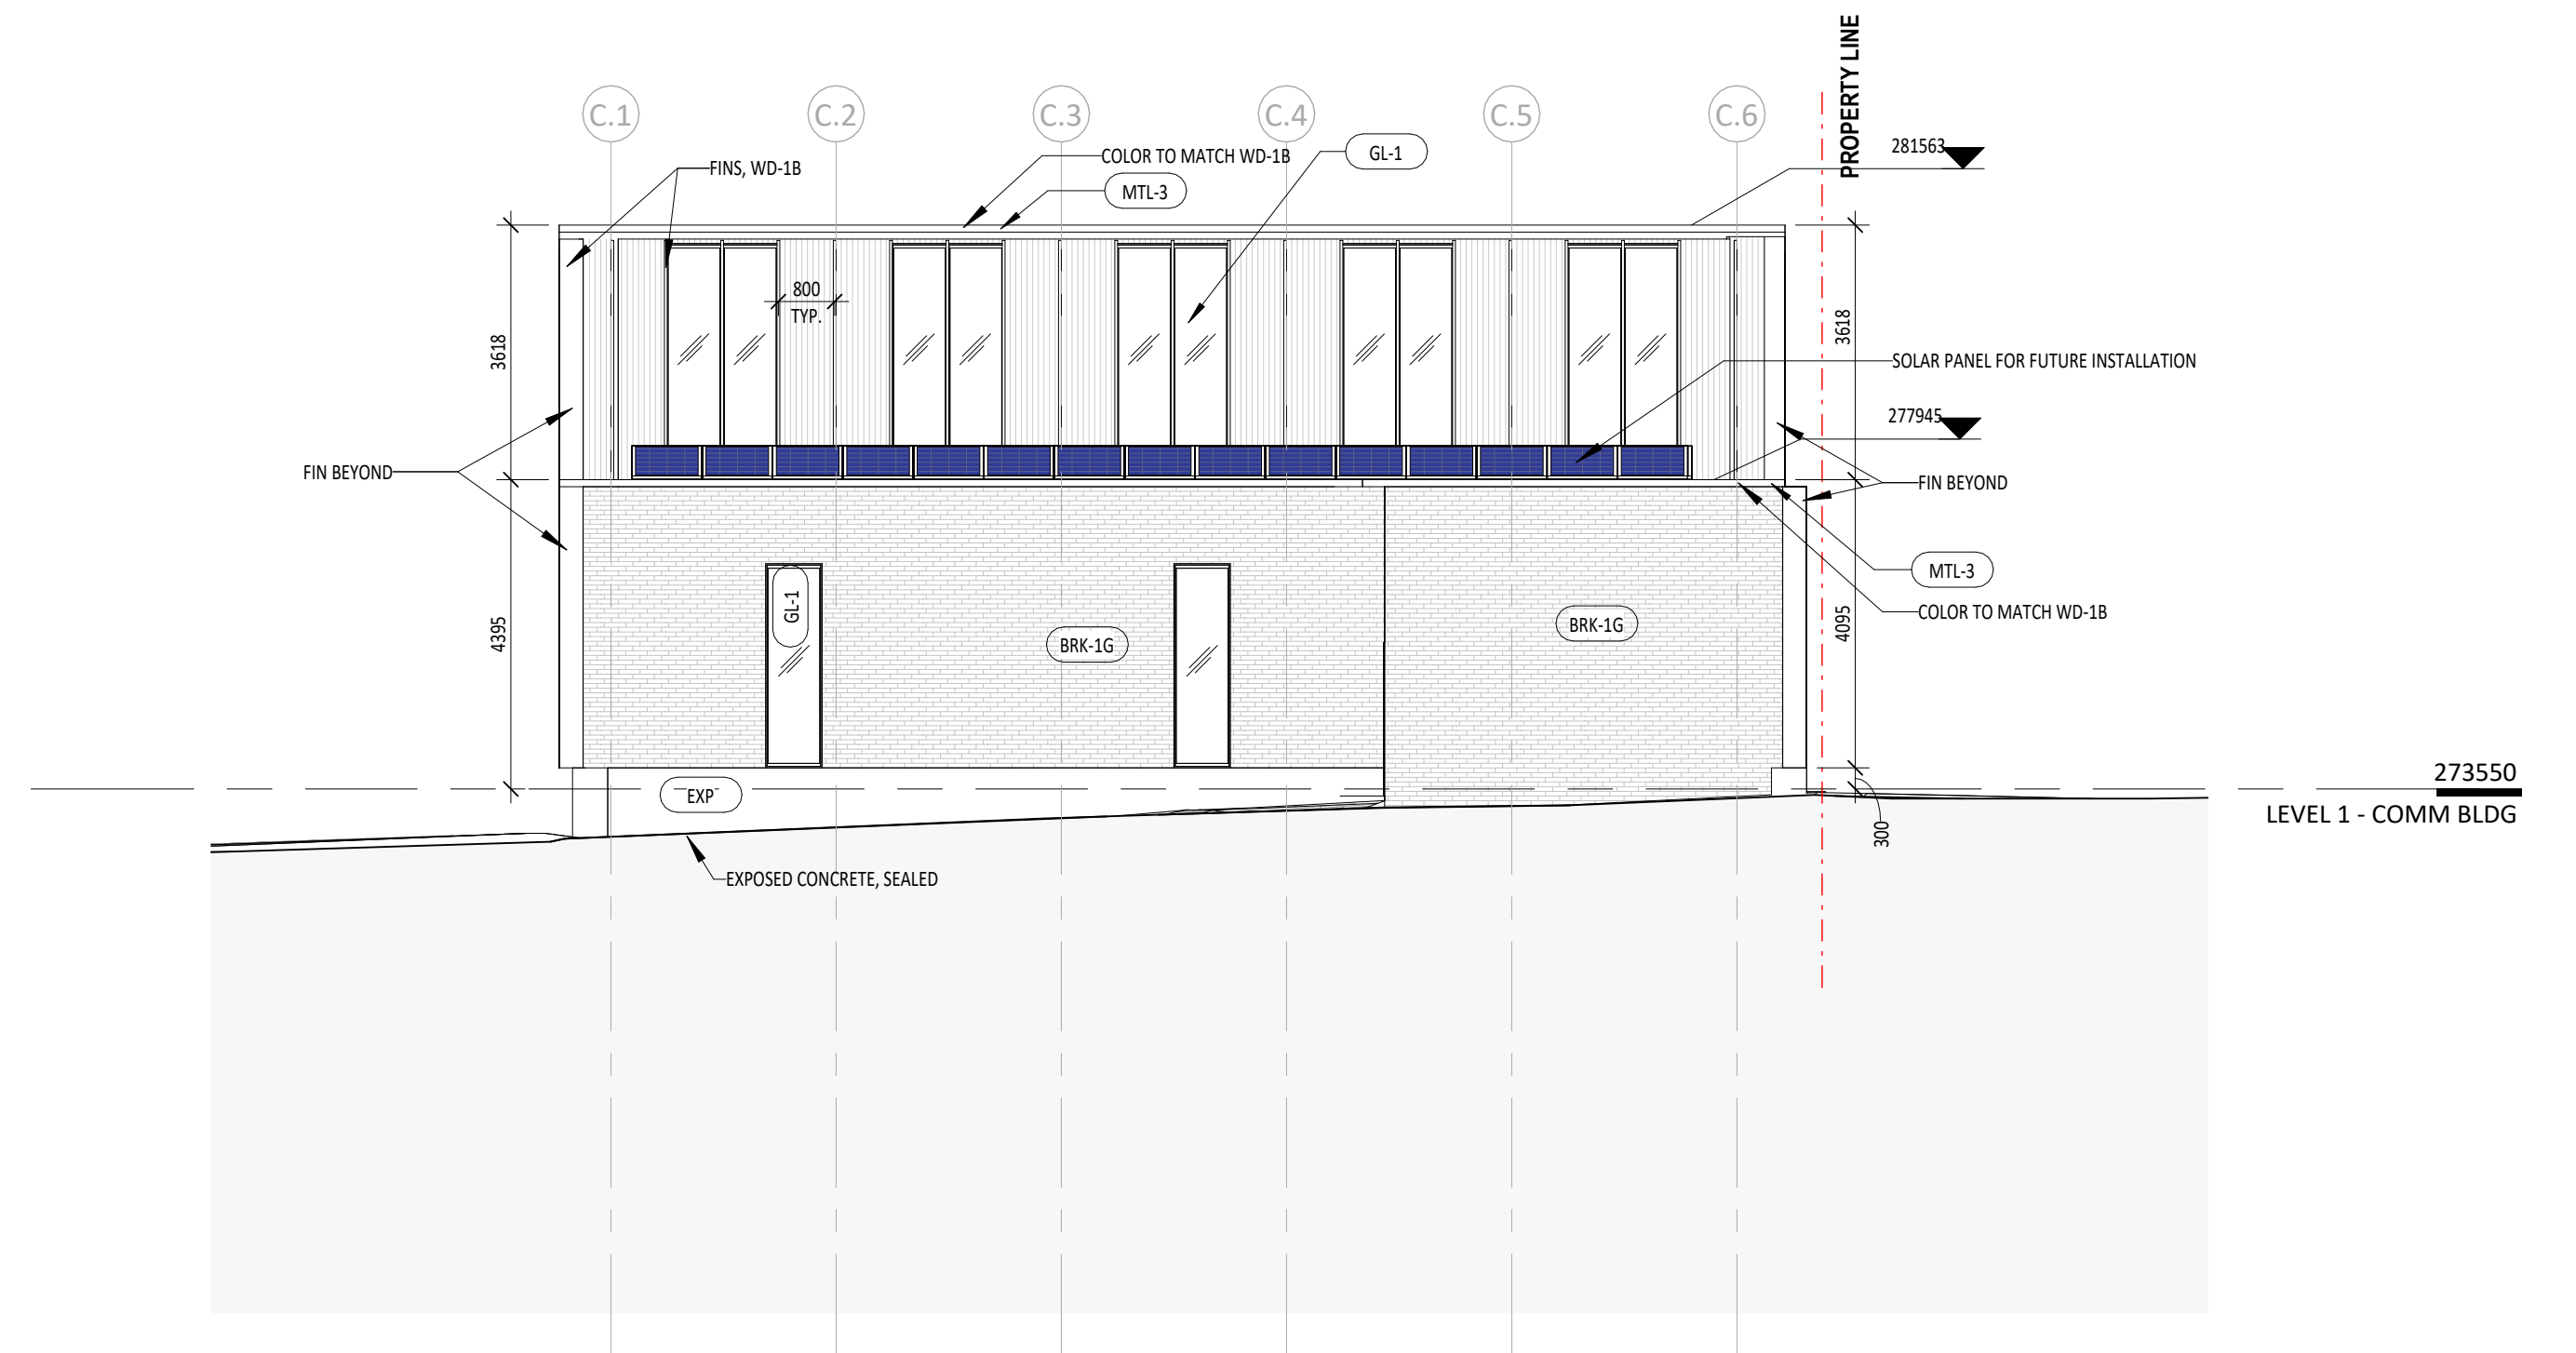 PROPERTY LINE
C.1
C.2
C.3
C.4
C.5
C.6
281563
COLOR TO MATCH WD-1B
GL-1
FINS, WD-1B
MTL-3
800
TYP.
3618
3618
SOLAR PANEL FOR FUTURE INSTALLATION
277945
FIN BEYOND
FIN BEYOND
MTL-3
GL-1
COLOR TO MATCH WD-1B
4395
BRK-1G
BRK-1G
4095
273550
EXP
LEVEL 1 - COMM BLDG
300
EXPOSED CONCRETE, SEALED